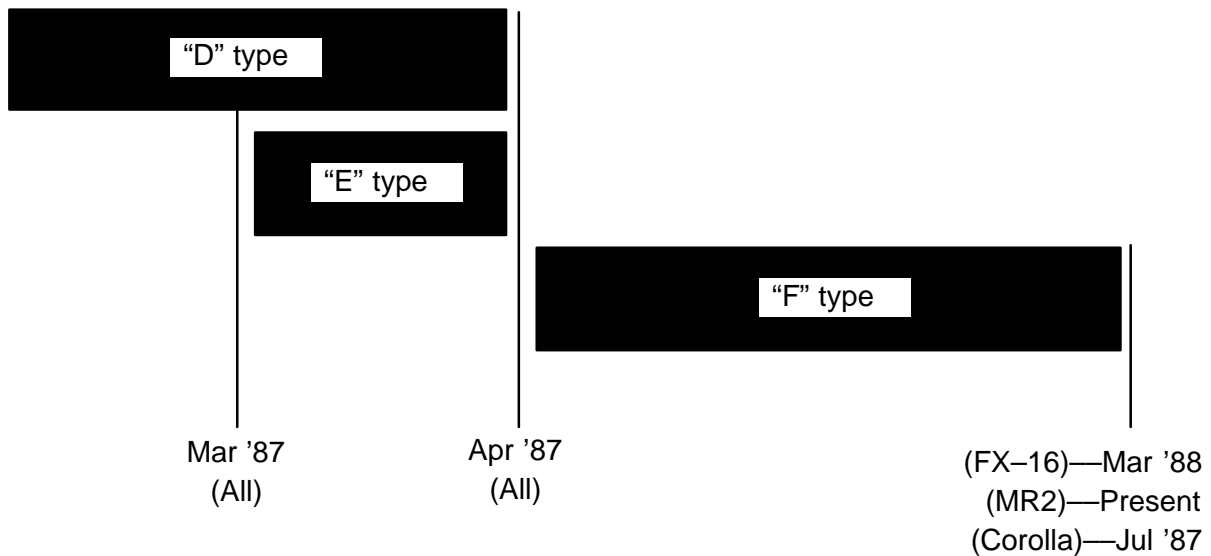 “D” type
“E” type
“F” type
Mar ’87
(All)
Apr ’87
(All)
(FX–16)—Mar ’88
(MR2)—Present
(Corolla)—Jul ’87